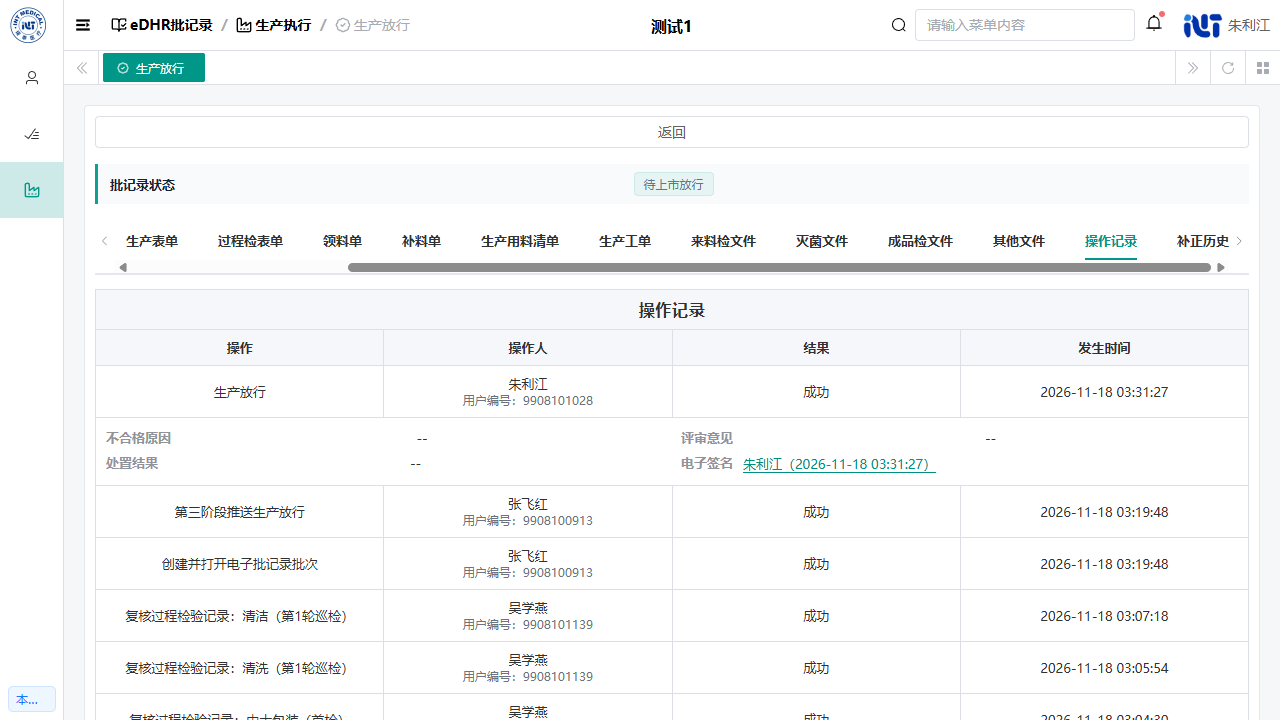 eDHR批记录 / 生产执行 / 生产放行
测试1
请输入菜单内容
朱利江
生产放行
返回
批记录状态
待上市放行
生产表单 过程检表单 领料单 补料单 生产用料清单 生产工单 来料检文件 灭菌文件 成品检文件 其他文件 操作记录 补正历史
操作记录
操作 操作人 结果 发生时间
生产放行 朱利江 成功 2026-11-18 03:31:27
用户编号：9908101028
不合格原因 -- 评审意见 --
处置结果 -- 电子签名 朱利江（2026-11-18 03:31:27）
第三阶段推送生产放行 张飞红 成功 2026-11-18 03:19:48
用户编号：9908100913
创建并打开电子批记录批次 张飞红 成功 2026-11-18 03:19:48
用户编号：9908100913
复核过程检验记录：清洁（第1轮巡检） 吴学燕 成功 2026-11-18 03:07:18
用户编号：9908101139
复核过程检验记录：清洗（第1轮巡检） 吴学燕 成功 2026-11-18 03:05:54
用户编号：9908101139
吴学燕
本...